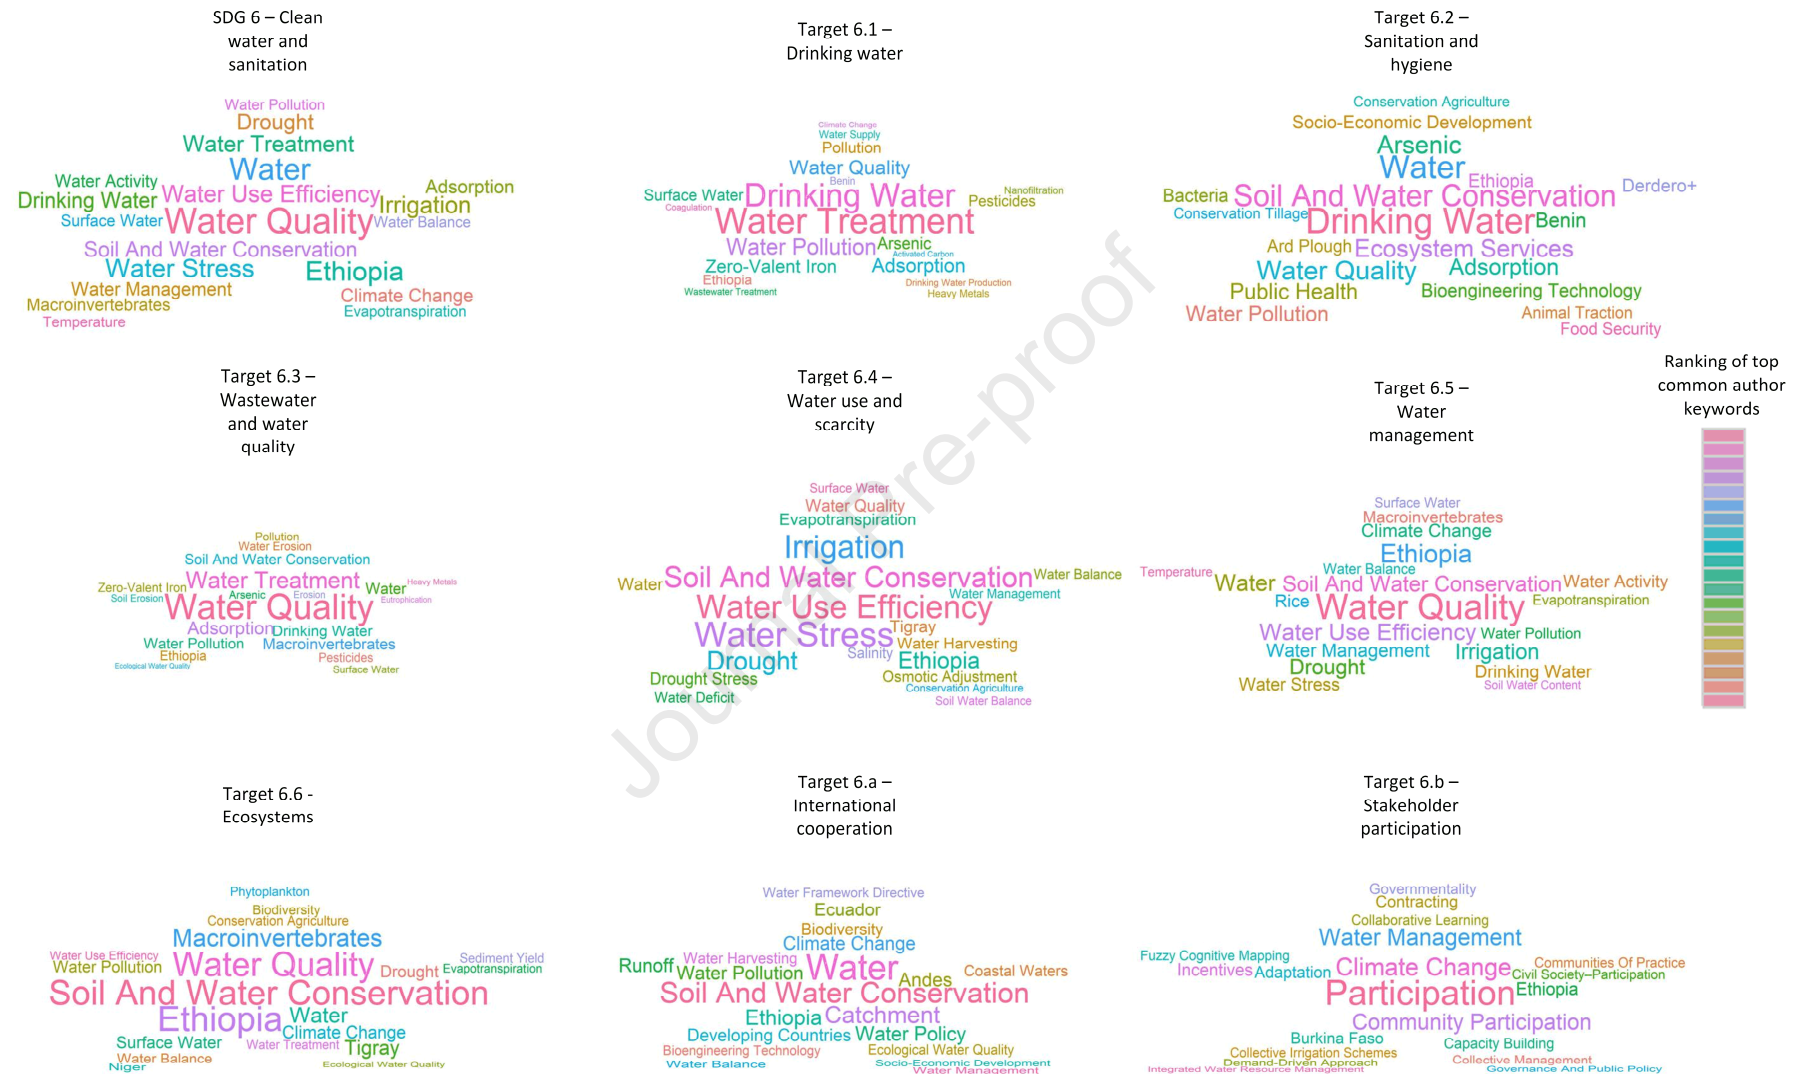 SDG 6 – Clean
water and
sanitation
Water Pollution
Drought
Water Treatment
Water
Water Activity
Water Use Efficiency
Adsorption
Drinking Water
Irrigation
Surface Water
Water Quality
Water Balance
Soil And Water Conservation
Water Stress
Ethiopia
Water Management
Climate Change
Macroinvertebrates
Evapotranspiration
Temperature
Target 6.1 –
Drinking water
Climate Change
Water Supply
Pollution
Water Quality
Benin
Surface Water
Drinking Water
Nanofiltration
Pesticides
Coagulation
Water Treatment
Water Pollution
Arsenic
Activated Carbon
Zero-Valent Iron
Adsorption
Ethiopia
Drinking Water Production
Wastewater Treatment
Heavy Metals
Target 6.2 –
Sanitation and
hygiene
Conservation Agriculture
Socio-Economic Development
Arsenic
Water
Ethiopia
Derdero+
Bacteria
Soil And Water Conservation
Conservation Tillage
Drinking Water
Benin
Ard Plough
Ecosystem Services
Water Quality
Adsorption
Public Health
Bioengineering Technology
Water Pollution
Animal Traction
Food Security
Target 6.3 –
Wastewater
and water
quality
Pollution
Water Erosion
Soil And Water Conservation
Zero-Valent Iron
Water Treatment
Water
Heavy Metals
Soil Erosion
Arsenic
Erosion
Eutrophication
Water Quality
Adsorption
Drinking Water
Water Pollution
Macroinvertebrates
Ethiopia
Pesticides
Ecological Water Quality
Surface Water
Target 6.4 –
Water use and
scarcity
Surface Water
Water Quality
Evapotranspiration
Irrigation
Water
Soil And Water Conservation
Water Balance
Water Management
Water Use Efficiency
Water Stress
Tigray
Water Harvesting
Salinity
Drought
Ethiopia
Drought Stress
Osmotic Adjustment
Conservation Agriculture
Water Deficit
Soil Water Balance
Target 6.5 –
Water
management
Surface Water
Macroinvertebrates
Climate Change
Ethiopia
Water Balance
Temperature
Water
Soil And Water Conservation
Water Activity
Rice
Water Quality
Evapotranspiration
Water Use Efficiency
Water Pollution
Water Management
Irrigation
Drought
Drinking Water
Water Stress
Soil Water Content
Ranking of top
common author
keywords
Target 6.6 -
Ecosystems
Phytoplankton
Biodiversity
Conservation Agriculture
Macroinvertebrates
Water Use Efficiency
Water Pollution
Water Quality
Drought
Sediment Yield
Evapotranspiration
Soil And Water Conservation
Ethiopia
Water
Climate Change
Surface Water
Water Treatment
Tigray
Water Balance
Niger
Ecological Water Quality
Target 6.a –
International
cooperation
Water Framework Directive
Ecuador
Biodiversity
Climate Change
Water Harvesting
Runoff
Water Pollution
Water
Andes
Coastal Waters
Soil And Water Conservation
Ethiopia
Catchment
Developing Countries
Water Policy
Bioengineering Technology
Ecological Water Quality
Water Balance
Socio-Economic Development
Water Management
Target 6.b –
Stakeholder
participation
Governmentality
Contracting
Collaborative Learning
Water Management
Fuzzy Cognitive Mapping
Incentives
Adaptation
Climate Change
Communities Of Practice
Civil Society–Participation
Participation
Ethiopia
Community Participation
Burkina Faso
Capacity Building
Collective Irrigation Schemes
Demand-Driven Approach
Collective Management
Integrated Water Resource Management
Governance And Public Policy
Journal Pre-proof